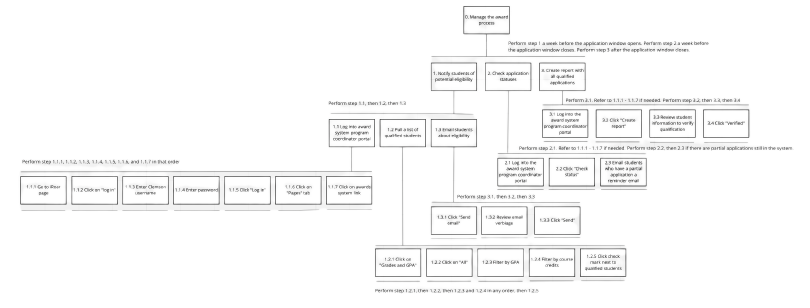 0. Manage the award
process
Perform step 1 a week before the application window opens. Perform step 2 a week before
the application window closes. Perform step 3 after the application window closes.
1. Notify students of
potential eligibility
2. Check application
statuses
Create report with
all qualified
applications
Perform step 1.1, then 1.2, then 1.3
1.1 Log into award
system program
coordinator portal
1.2 Pull a list of
qualified students
1.3 Email students
about eligibility
Perform 3.1. Refer to 1.1.1 - 1.1.7 if needed. Perform step 3.2, then 3.3, then 3.4
3.1 Log into the
award system
program coordinator
portal
3.2 Click "Create
report"
3.3 Review student
information to verify
qualification
3.4 Click "Verified"
Perform step 2.1. Refer to 1.1.1 - 1.1.7 if needed. Perform step 2.2, then 2.3 if there are partial applications still in the system.
2.1 Log into the
award system
program coordinator
portal
2.2 Click "Check
status"
2.3 Email students
who have a partial
application a
reminder email
Perform step 1.1.1, 1.1.2, 1.1.3, 1.1.4, 1.1.5, 1.1.6, and 1.1.7 in that order
1.1.1 Go to iRoar
page
1.1.2 Click on "log in"
1.1.3 Enter Clemson
username
1.1.4 Enter password
1.1.5 Click "Log in"
1.1.6 Click on
"Pages" tab
1.1.7 Click on awards
system link
Perform step 3.1, then 3.2, then 3.3
1.3.1 Click "Send
email"
1.3.2 Review email
verbiage
1.3.3 Click "Send"
1.2.1 Click on
"Grades and GPA"
1.2.2 Click on "All"
1.2.3 Filter by GPA
1.2.4 Filter by course
credits
1.2.5 Click check
mark next to
qualified students
Perform step 1.2.1, then 1.2.2, then 1.2.3 and 1.2.4 in any order, then 1.2.5